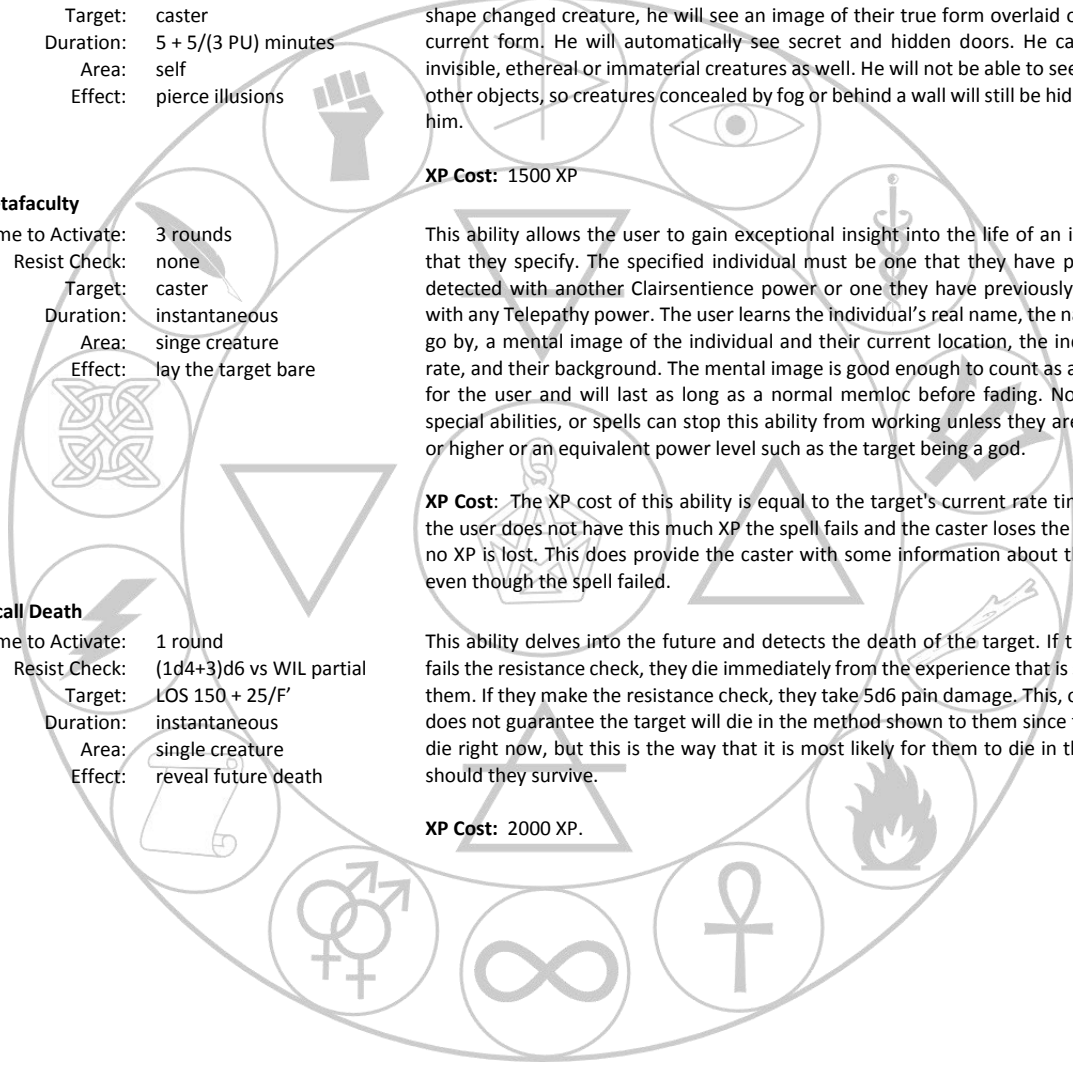 Target: caster
Duration: 5 + 5/(3 PU) minutes
Area: self
Effect: pierce illusions
shape changed creature, he will see an image of their true form overlaid
current form. He will automatically see secret and hidden doors. He ca
invisible, ethereal or immaterial creatures as well. He will not be able to see
other objects, so creatures concealed by fog or behind a wall will still be hid
him.
XP Cost: 1500 XP
tafaculty
me to Activate: 3 rounds
Resist Check: none
Target: caster
Duration: instantaneous
Area: singe creature
Effect: lay the target bare
This ability allows the user to gain exceptional insight into the life of an i
that they specify. The specified individual must be one that they have p
detected with another Clairsentience power or one they have previously
with any Telepathy power. The user learns the individual's real name, the na
go by, a mental image of the individual and their current location, the
rate, and their background. The mental image is good enough to count as a
for the user and will last as long as a normal memloc before fading. No
special abilities, or spells can stop this ability from working unless they are
or higher or an equivalent power level such as the target being a god.
XP Cost: The XP cost of this ability is equal to the target's current rate
the user does not have this much XP the spell fails and the caster loses the
no XP is lost. This does provide the caster with some information about
even though the spell failed.
call Death
me to Activate: 1 round
Resist Check: (1d4+3)d6 vs WIL partial
Target: LOS 150 + 25/F'
Duration: instantaneous
Area: single creature
Effect: reveal future death
This ability delves into the future and detects the death of the target. If
fails the resistance check, they die immediately from the experience that is
them. If they make the resistance check, they take 5d6 pain damage. This,
does not guarantee the target will die in the method shown to them since
die right now, but this is the way that it is most likely for them to die in
should they survive.
XP Cost: 2000 XP.